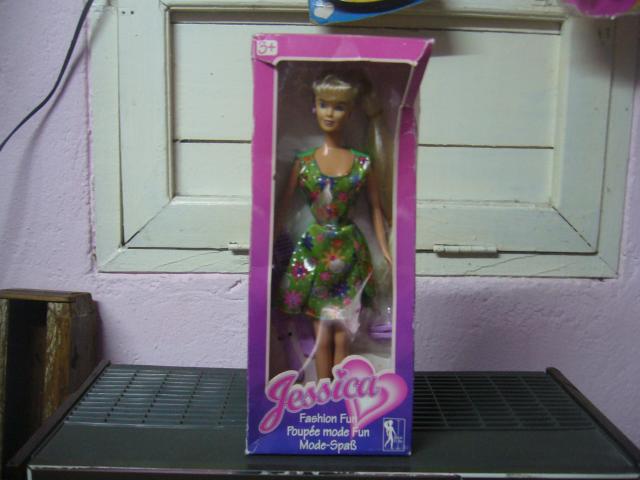 3+
Jessica
Fashion Fun
Poupée mode Fun
Mode-Spaß